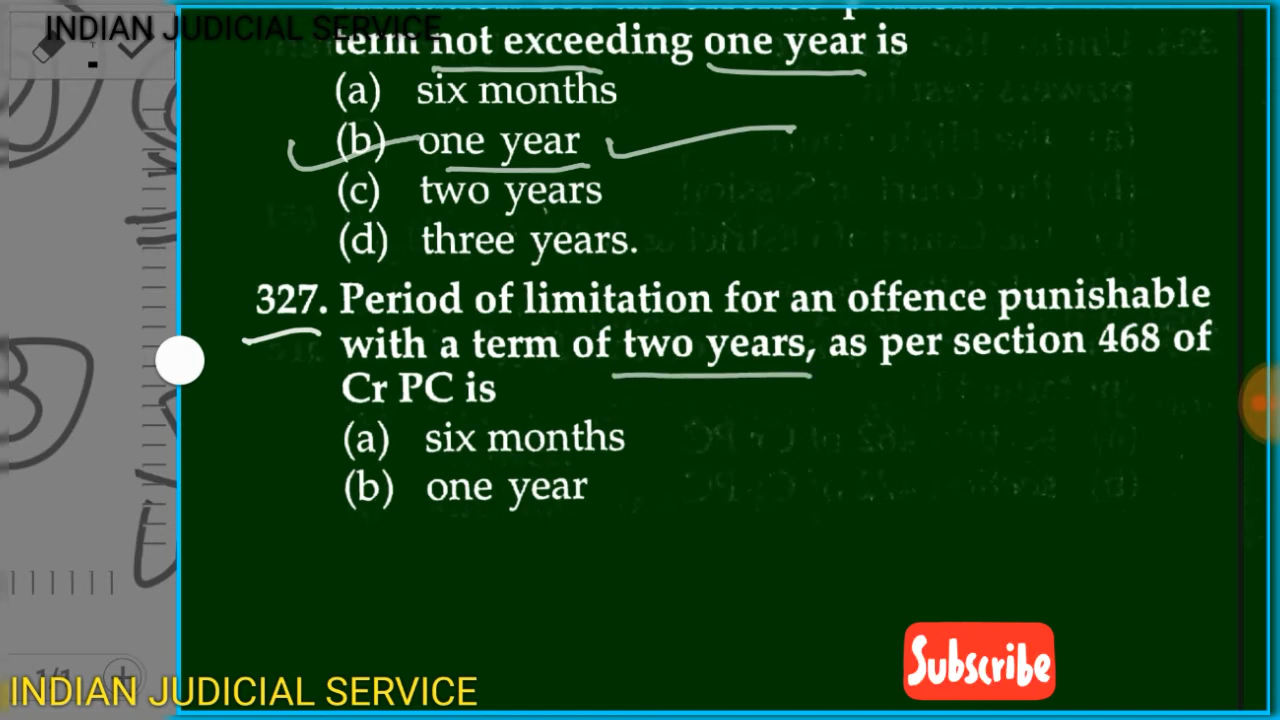 INDIAN JUDICIAL SERVICE
term not exceeding one year is
(a) six months
(b) one year
(c) two years
(d) three years.
327. Period of limitation for an offence punishable
with a term of two years, as per section 468 of
Cr PC is
(a) six months
(b) one year
Subscribe
INDIAN JUDICIAL SERVICE